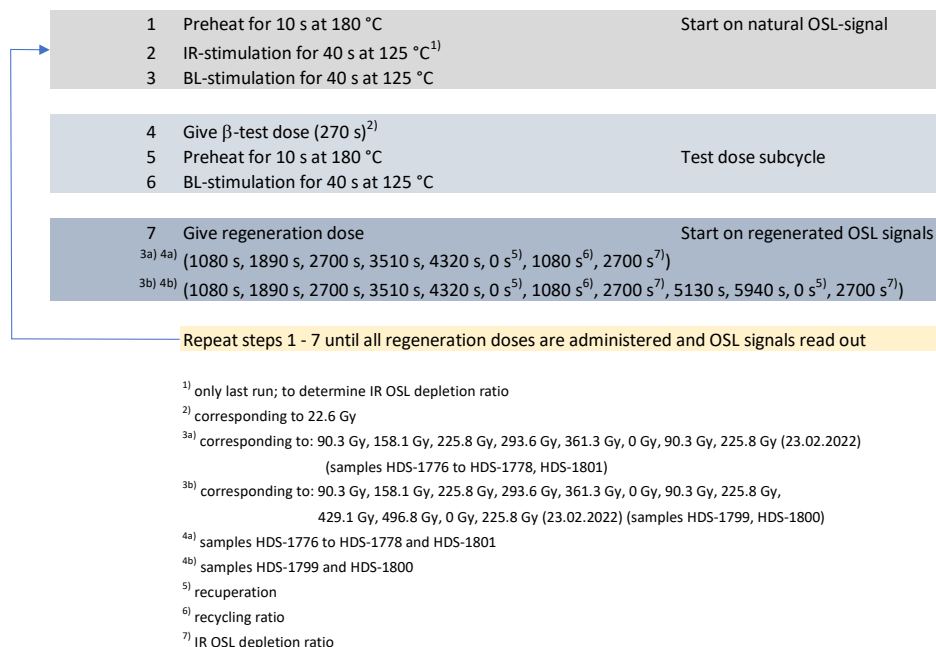 1 Preheat for 10 s at 180 °C Start on natural OSL-signal
2 IR-stimulation for 40 s at 125 °C1)
3 BL-stimulation for 40 s at 125 °C
4 Give β-test dose (270 s)2)
5 Preheat for 10 s at 180 °C Test dose subcycle
6 BL-stimulation for 40 s at 125 °C
7 Give regeneration dose Start on regenerated OSL signals
3a) 4a) (1080 s, 1890 s, 2700 s, 3510 s, 4320 s, 0 s5), 1080 s6), 2700 s7))
3b) 4b) (1080 s, 1890 s, 2700 s, 3510 s, 4320 s, 0 s5), 1080 s6), 2700 s7), 5130 s, 5940 s, 0 s5), 2700 s7))
Repeat steps 1 - 7 until all regeneration doses are administered and OSL signals read out
1) only last run; to determine IR OSL depletion ratio
2) corresponding to 22.6 Gy
3a) corresponding to: 90.3 Gy, 158.1 Gy, 225.8 Gy, 293.6 Gy, 361.3 Gy, 0 Gy, 90.3 Gy, 225.8 Gy (23.02.2022)
(samples HDS-1776 to HDS-1778, HDS-1801)
3b) corresponding to: 90.3 Gy, 158.1 Gy, 225.8 Gy, 293.6 Gy, 361.3 Gy, 0 Gy, 90.3 Gy, 225.8 Gy,
429.1 Gy, 496.8 Gy, 0 Gy, 225.8 Gy (23.02.2022) (samples HDS-1799, HDS-1800)
4a) samples HDS-1776 to HDS-1778 and HDS-1801
4b) samples HDS-1799 and HDS-1800
5) recuperation
6) recycling ratio
7) IR OSL depletion ratio